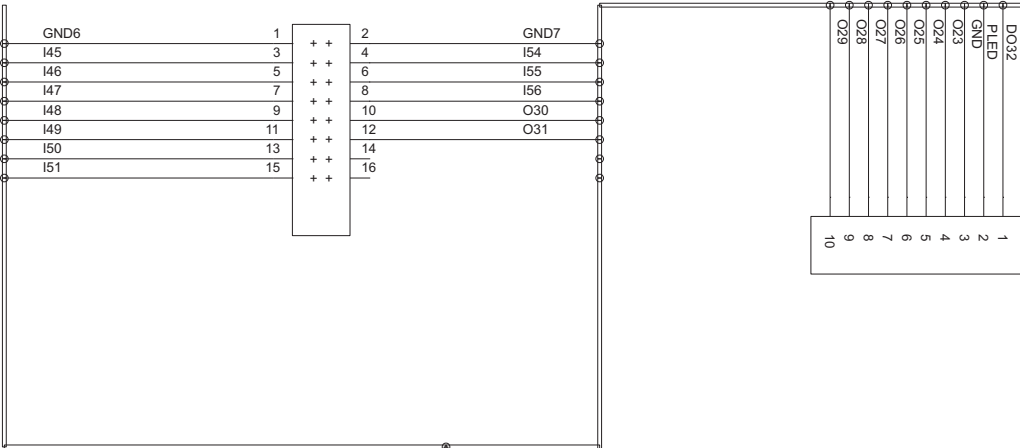 GND6 1 2 GND7
I45 3 4 I54
I46 5 6 I55
I47 7 8 I56
I48 9 10 O30
I49 11 12 O31
I50 13 14
I51 15 16
DO32
PLED
GND
O23
O24
O25
O26
O27
O28
O29
1
2
3
4
5
6
7
8
9
10